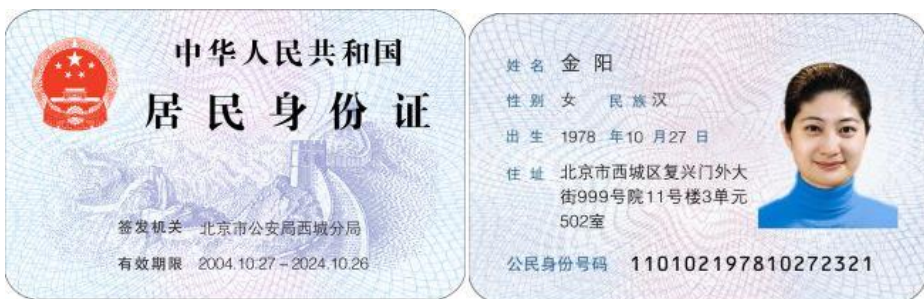 中华人民共和国
居民身份证
签发机关 北京市公安局西城分局
有效期限 2004.10.27-2024.10.26
姓名 金阳
性别 女 民族 汉
出生 1978 年 10 月 27 日
住址 北京市西城区复兴门外大
街999号院11号楼3单元
502室
公民身份号码 110102197810272321